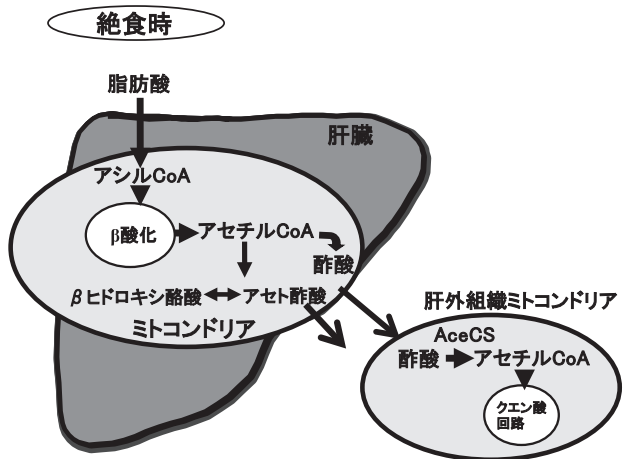 絶食時
脂肪酸
肝臓
アシルCoA
β酸化
アセチルCoA
酢酸
βヒドロキシ酪酸
アセト酢酸
ミトコンドリア
肝外組織ミトコンドリア
AceCS
酢酸
アセチルCoA
クエン酸
回路